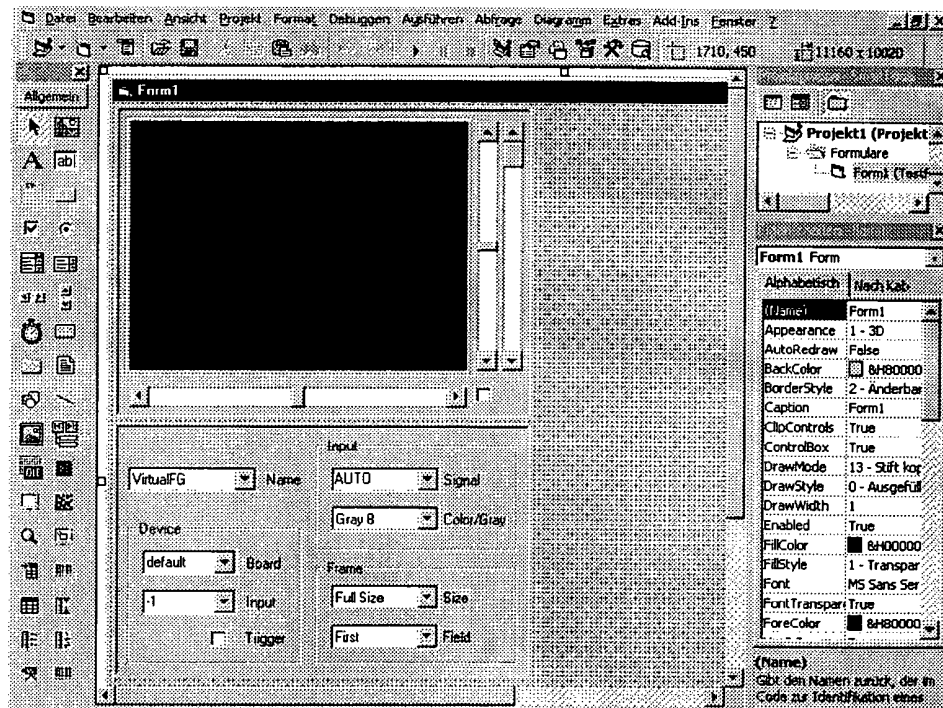 Datei Bearbeiten Ansicht Projekt Format Debuggen Ausführen Abfrage Diagramm Extras Add-Ins Fenster ?
1710, 450 11160 x 10020
Allgemein
Form1
Projekt1 (Projekt
Formulare
Form1 (Testf
Form1 Form
Alphabetisch Nach Kat
(Name) Form1
Appearance 1 - 3D
AutoRedraw False
BackColor &H80000
BorderStyle 2 - Änderbar
Caption Form1
ClipControls True
ControlBox True
DrawMode 13 - Stift kop
DrawStyle 0 - Ausgefüll
DrawWidth 1
Enabled True
FillColor &H00000
FillStyle 1 - Transpar
Font MS Sans Ser
FontTranspar True
ForeColor &H80000
(Name)
Gibt den Namen zurück, der im
Code zur Identifikation eines
Input
VirtualFG Name AUTO Signal
Gray 8 Color/Gray
Device
default Board
Frame
-1 Input Full Size Size
Trigger First Field